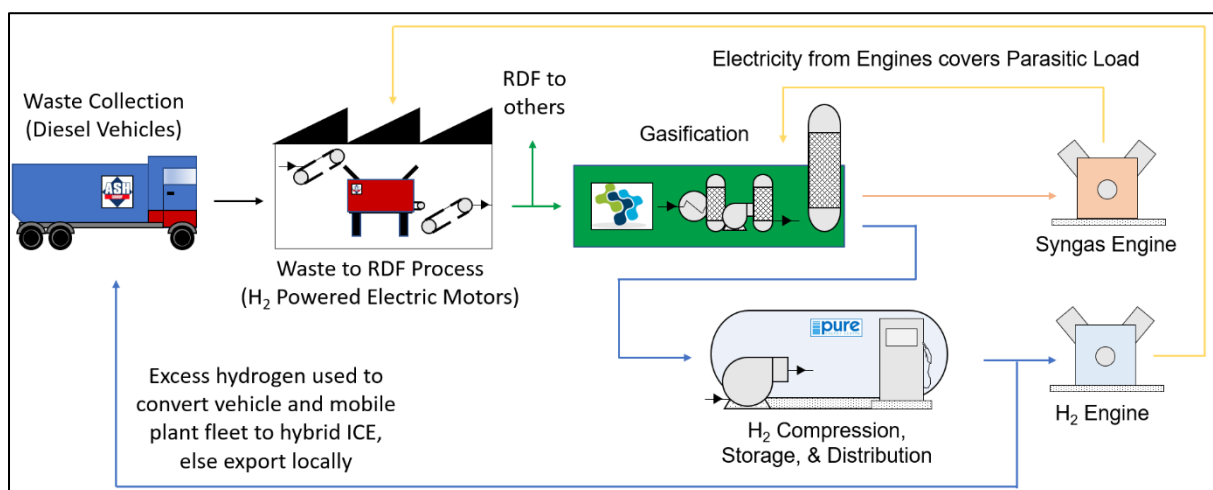 Waste Collection
(Diesel Vehicles)
ASH
RDF to
others
Electricity from Engines covers Parasitic Load
Gasification
Syngas Engine
Waste to RDF Process
(H₂ Powered Electric Motors)
pure
Excess hydrogen used to
convert vehicle and mobile
plant fleet to hybrid ICE,
else export locally
H₂ Compression,
Storage, & Distribution
H₂ Engine